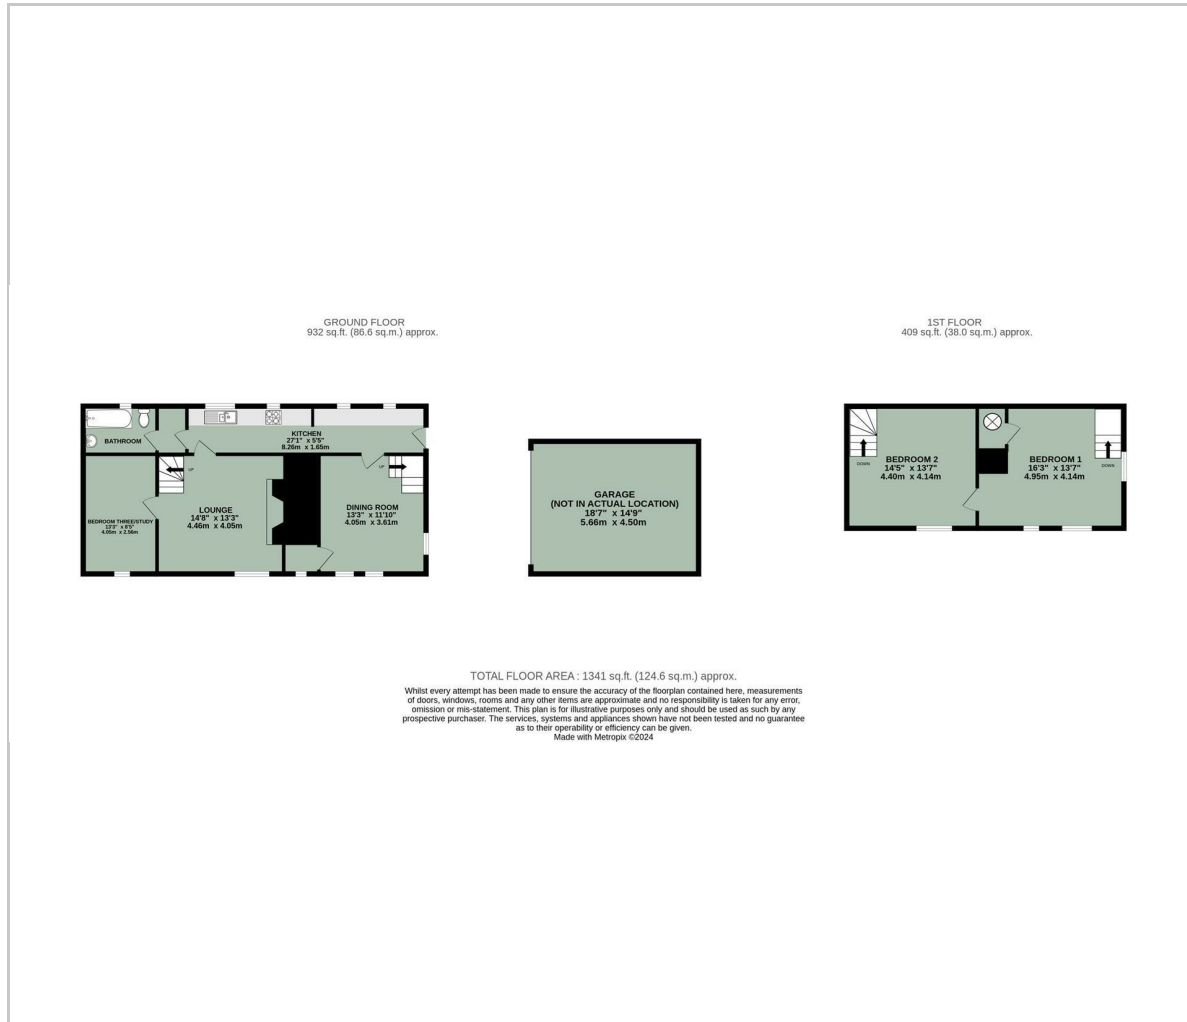 GROUND FLOOR
932 sq.ft. (86.6 sq.m.) approx.
1ST FLOOR
409 sq.ft. (38.0 sq.m.) approx.
BATHROOM
KITCHEN
27'1" x 5'5"
8.26m x 1.65m
UP
UP
LOUNGE
14'8" x 13'3"
4.46m x 4.05m
DINING ROOM
13'3" x 11'10"
4.05m x 3.61m
BEDROOM THREE/STUDY
13'3" x 8'5"
4.05m x 2.56m
GARAGE
(NOT IN ACTUAL LOCATION)
18'7" x 14'9"
5.66m x 4.50m
BEDROOM 2
14'5" x 13'7"
4.40m x 4.14m
DOWN
BEDROOM 1
16'3" x 13'7"
4.95m x 4.14m
DOWN
TOTAL FLOOR AREA : 1341 sq.ft. (124.6 sq.m.) approx.
Whilst every attempt has been made to ensure the accuracy of the floorplan contained here, measurements
of doors, windows, rooms and any other items are approximate and no responsibility is taken for any error,
omission or mis-statement. This plan is for illustrative purposes only and should be used as such by any
prospective purchaser. The services, systems and appliances shown have not been tested and no guarantee
as to their operability or efficiency can be given.
Made with Metropix ©2024